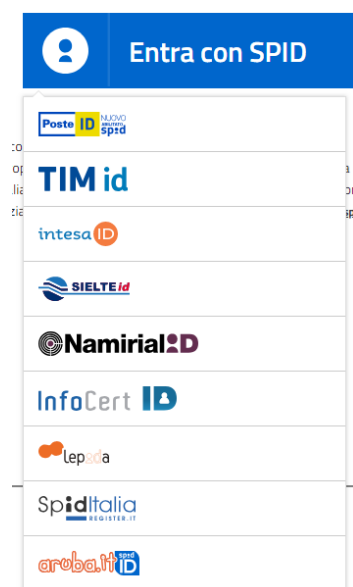 Entra con SPID
Poste ID NUOVO ABILITATO spid
TIM id
intesa ID
SIELTE id
Namirial ID
InfoCert ID
lepida
SpidItalia
REGISTER.IT
aruba.it spid ID